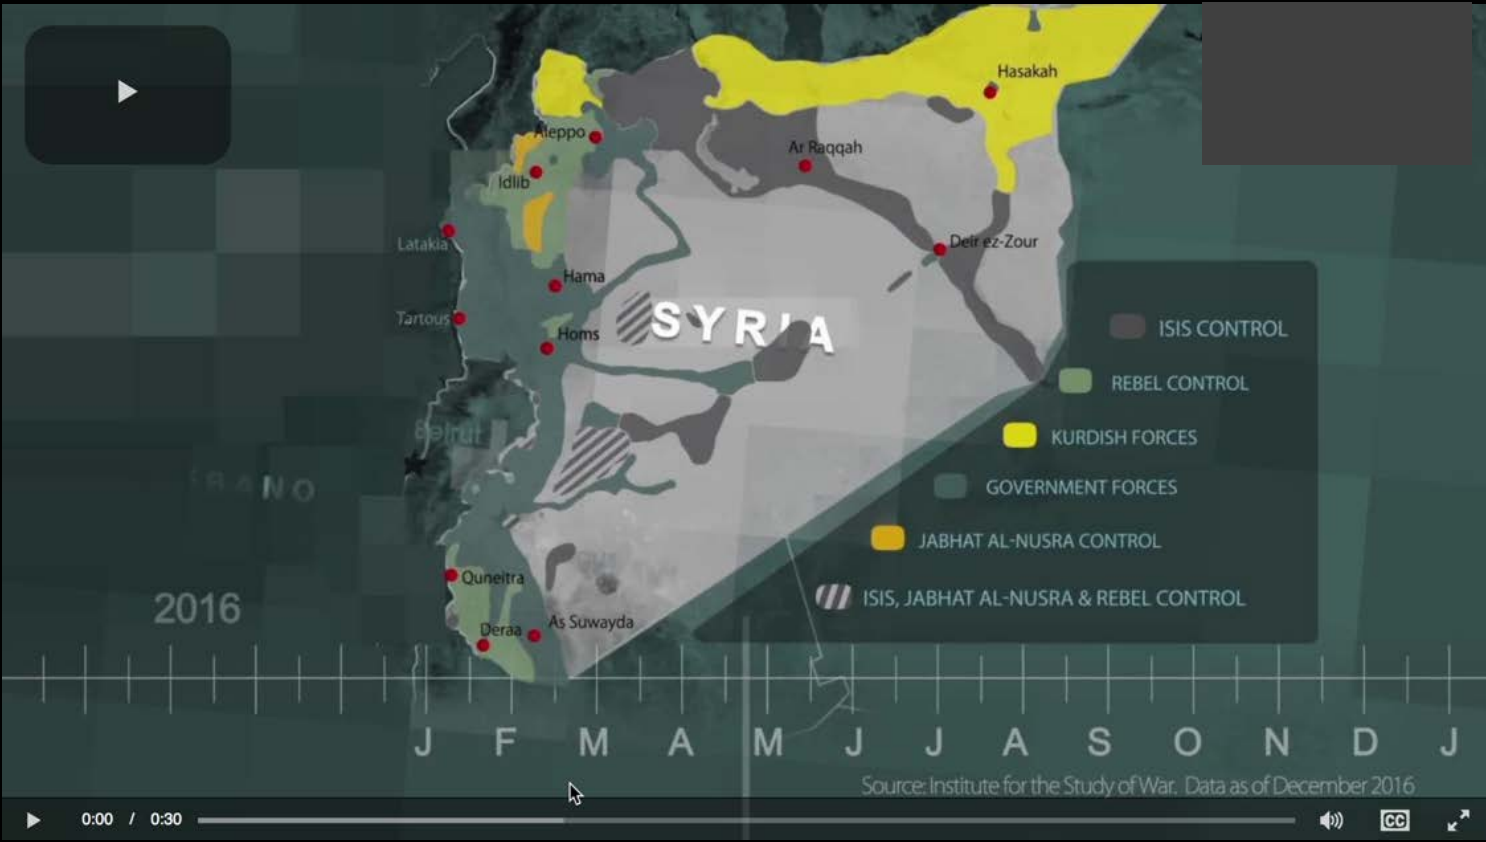 Hasakah
Aleppo
Ar Raqqah
Idlib
Latakia
Deir ez-Zour
Hama
Tartous
SYRIA
Homs
ISIS CONTROL
REBEL CONTROL
Beirut
KURDISH FORCES
GOVERNMENT FORCES
JABHAT AL-NUSRA CONTROL
Quneitra
ISIS, JABHAT AL-NUSRA & REBEL CONTROL
2016
Deraa
As Suwayda
J F M A M J J A S O N D J
Source: Institute for the Study of War. Data as of December 2016
0:00 / 0:30
CC